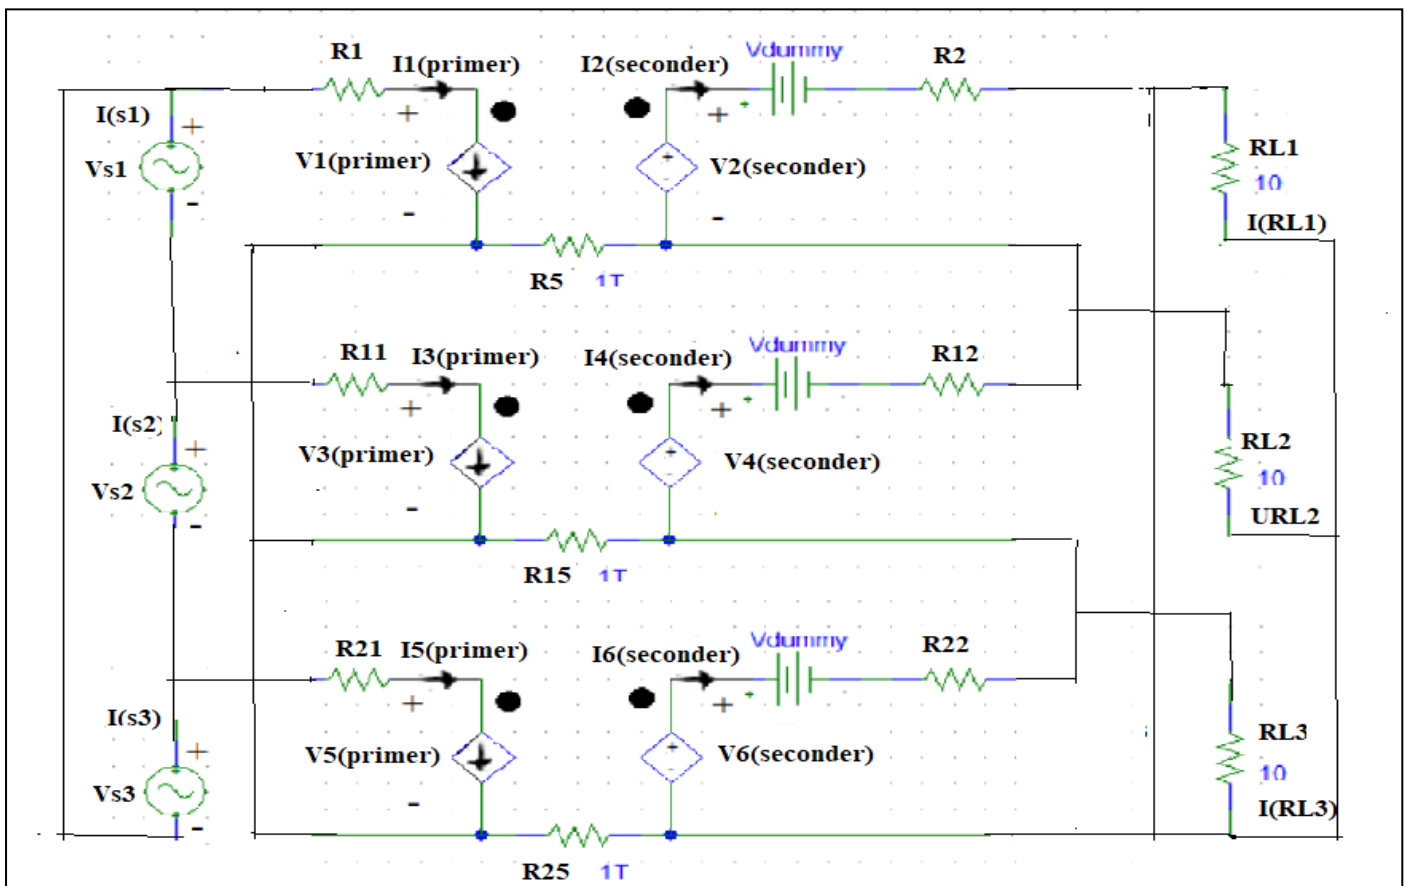 R1
I1(primer)
I2(seconder)
Vdummy
R2
I(s1)
+
+
+
+
Vs1
V1(primer)
+
-
V2(seconder)
RL1
10
-
-
-
I(RL1)
R5
1T
R11
I3(primer)
I4(seconder)
Vdummy
R12
+
+
+
I(s2)
+
Vs2
V3(primer)
+
-
V4(seconder)
RL2
10
-
-
URL2
R15
1T
R21
I5(primer)
I6(seconder)
Vdummy
R22
+
+
+
I(s3)
+
Vs3
V5(primer)
+
-
V6(seconder)
RL3
10
-
-
I(RL3)
R25
1T